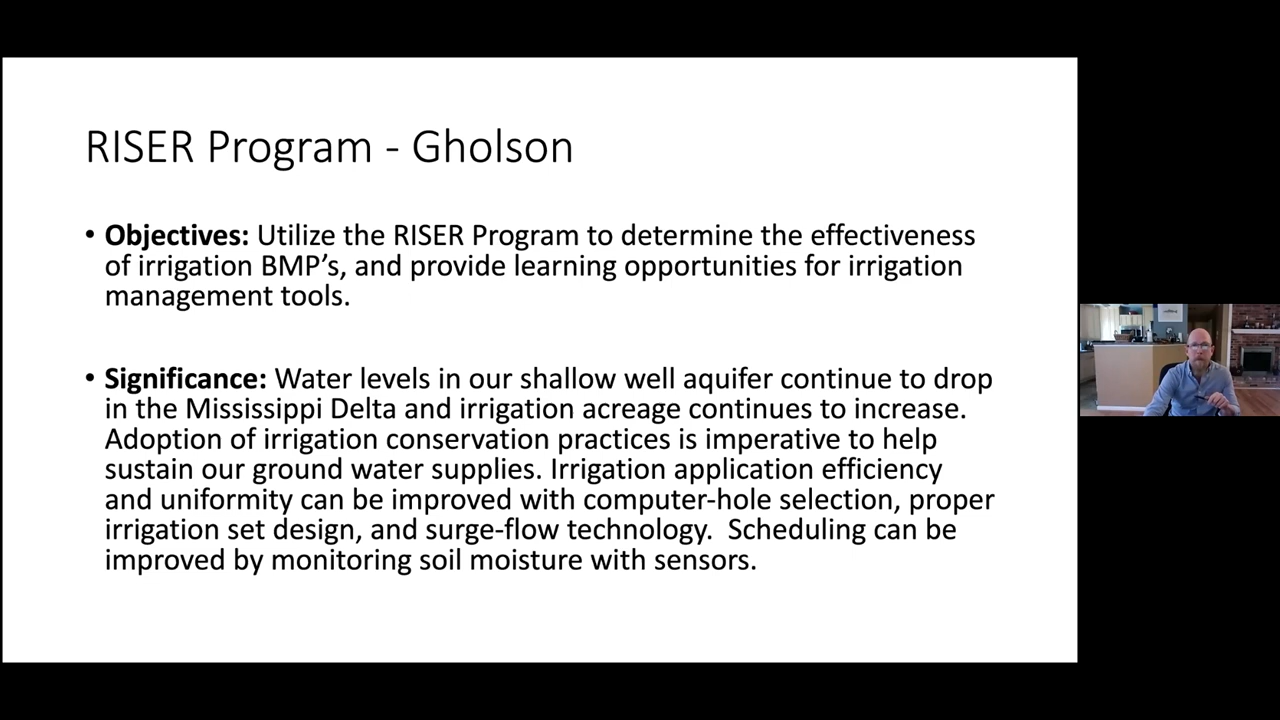 RISER Program - Gholson
• Objectives: Utilize the RISER Program to determine the effectiveness
of irrigation BMP's, and provide learning opportunities for irrigation
management tools.
• Significance: Water levels in our shallow well aquifer continue to drop
in the Mississippi Delta and irrigation acreage continues to increase.
Adoption of irrigation conservation practices is imperative to help
sustain our ground water supplies. Irrigation application efficiency
and uniformity can be improved with computer-hole selection, proper
irrigation set design, and surge-flow technology.  Scheduling can be
improved by monitoring soil moisture with sensors.